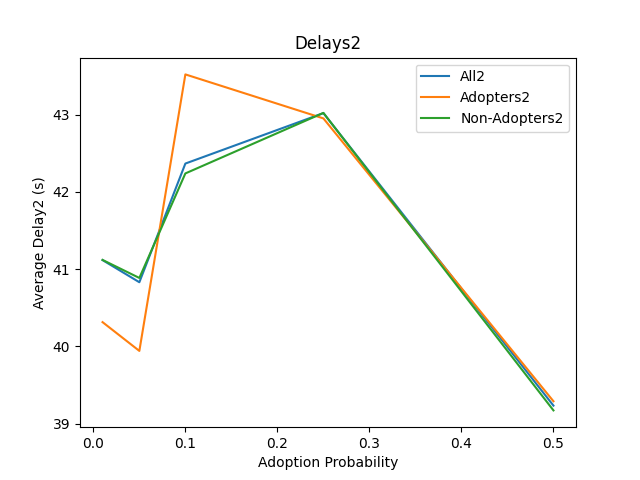 Delays2
All2
Adopters2
Non-Adopters2
Average Delay2 (s)
43
42
41
40
39
0.0 0.1 0.2 0.3 0.4 0.5
Adoption Probability